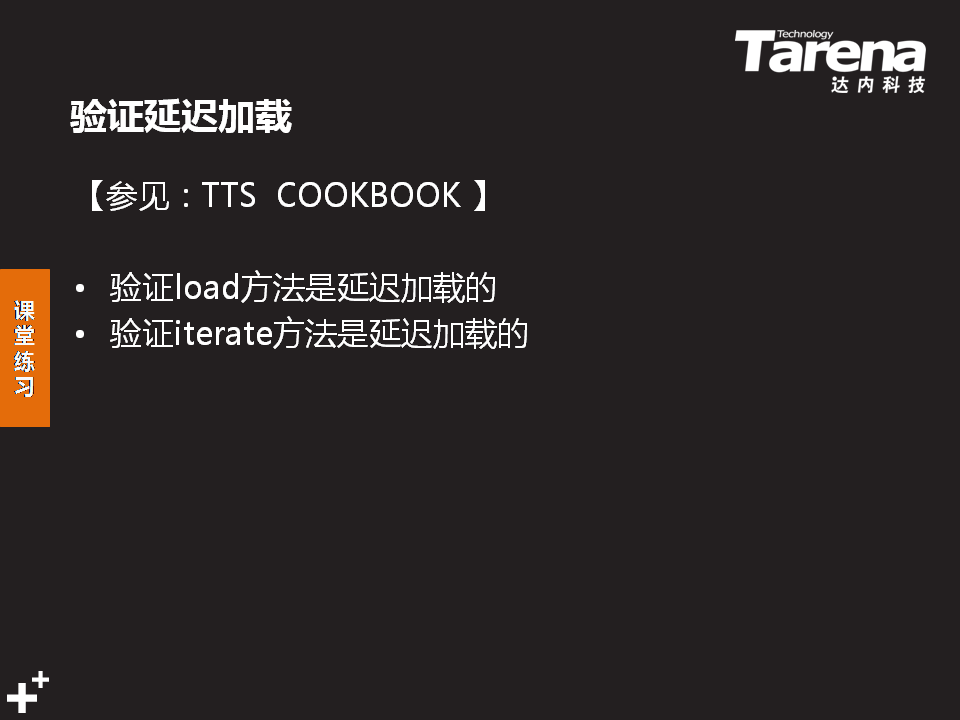 Technology
Tarena
达内科技
验证延迟加载
【参见：TTS COOKBOOK 】
• 验证load方法是延迟加载的
• 验证iterate方法是延迟加载的
课
堂
练
习